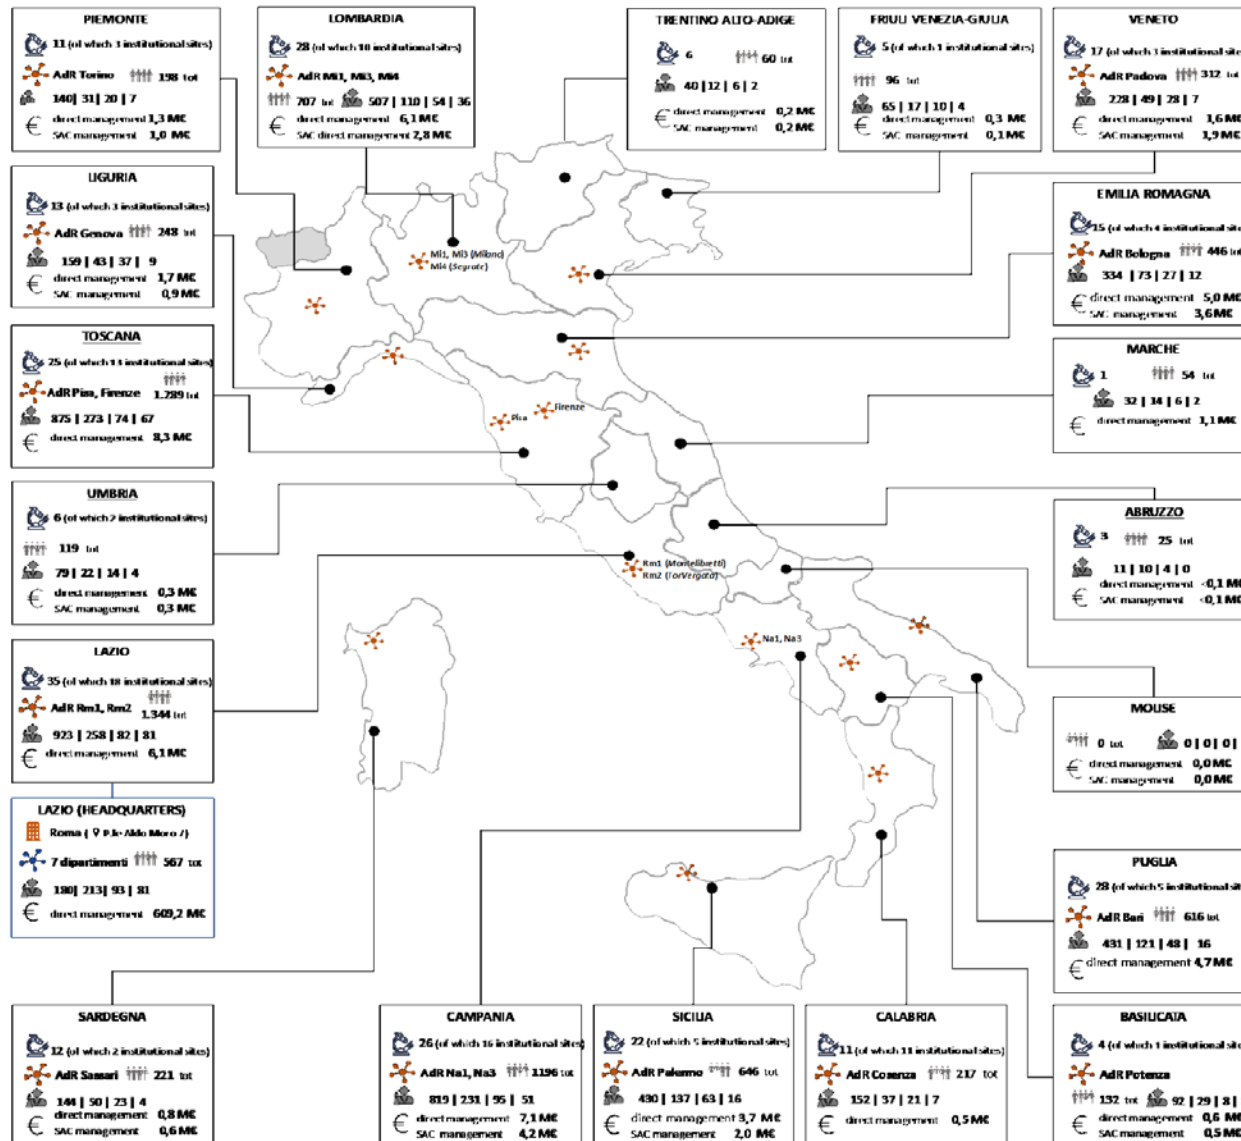 PIEMONTE
11 (of which 3 institutional sites)
AdR Torino 198 tot
140| 31| 20 | 7
direct management 1,3 M€
SAC management 1,0 M€
LOMBARDIA
28 (of which 10 institutional sites)
AdR Mi1, Mi3, Mi4
707 tot 507 | 110 | 54 | 36
direct management 6,1 M€
SAC direct management 2,8 M€
TRENTINO ALTO-ADIGE
6 60 tot
40 | 12 | 6 | 2
direct management 0,2 M€
SAC management 0,2 M€
FRIULI VENEZIA-GIULIA
5 (of which 1 institutional sites)
96 tot
65 | 17 | 10 | 4
direct management 0,3 M€
SAC management 0,1 M€
VENETO
17 (of which 3 institutional sites
AdR Padova 312 tot
228 | 49 | 28 | 7
direct management 1,6 M€
SAC management 1,9 M€
LIGURIA
13 (of which 3 institutional sites)
AdR Genova 248 tot
159 | 43 | 37 | 9
direct management 1,7 M€
SAC management 0,9 M€
EMILIA ROMAGNA
15 (of which 4 institutional sites
AdR Bologna 446 tot
334 | 73 | 27 | 12
direct management 5,0 M€
SAC management 3,6 M€
Mi1, Mi3 (Milano)
Mi4 (Segrate)
TOSCANA
25 (of which 13 institutional sites)
AdR Pisa, Firenze 1.289 tot
875 | 273 | 74 | 67
direct management 8,3 M€
MARCHE
1 54 tot
32 | 14 | 6 | 2
direct management 1,1 M€
Pisa
Firenze
UMBRIA
6 (of which 2 institutional sites)
119 tot
79 | 22 | 14 | 4
direct management 0,3 M€
SAC management 0,3 M€
ABRUZZO
3 25 tot
11 | 10 | 4 | 0
direct management <0,1 M€
SAC management <0,1 M€
Rm1 (Montelibretti)
Rm2 (TorVergata)
Na1, Na3
LAZIO
35 (of which 18 institutional sites)
AdR Rm1, Rm2 1.344 tot
923 | 258 | 82 | 81
direct management 6,1 M€
MOUSE
0 tot 0 | 0 | 0 |
direct management 0,0 M€
SAC management 0,0 M€
LAZIO (HEADQUARTERS)
Roma ( P.le Aldo Moro 7)
7 dipartimenti 567 tot
180| 213 | 93 | 81
direct management 609,2 M€
PUGLIA
28 (of which 5 institutional sit
AdR Bari 616 tot
431 | 121 | 48 | 16
direct management 4,7 M€
SARDEGNA
12 (of which 2 institutional sites)
AdR Sassari 221 tot
144 | 50 | 23 | 4
direct management 0,8 M€
SAC management 0,6 M€
CAMPANIA
26 (of which 16 institutional sites)
AdR Na1, Na3 1196 tot
819 | 231 | 95 | 51
direct management 7,1 M€
SAC management 4,2 M€
SICILIA
22 (of which 5 institutional sites)
AdR Palermo 646 tot
430 | 137 | 63 | 16
direct management 3,7 M€
SAC management 2,0 M€
CALABRIA
11 (of which 11 institutional sites)
AdR Cosenza 217 tot
152 | 37 | 21 | 7
direct management 0,5 M€
BASILICATA
4 (of which 1 institutional site
AdR Potenza
132 tot 92 | 29 | 8 |
direct management 0,6 M€
SAC management 0,5 M€